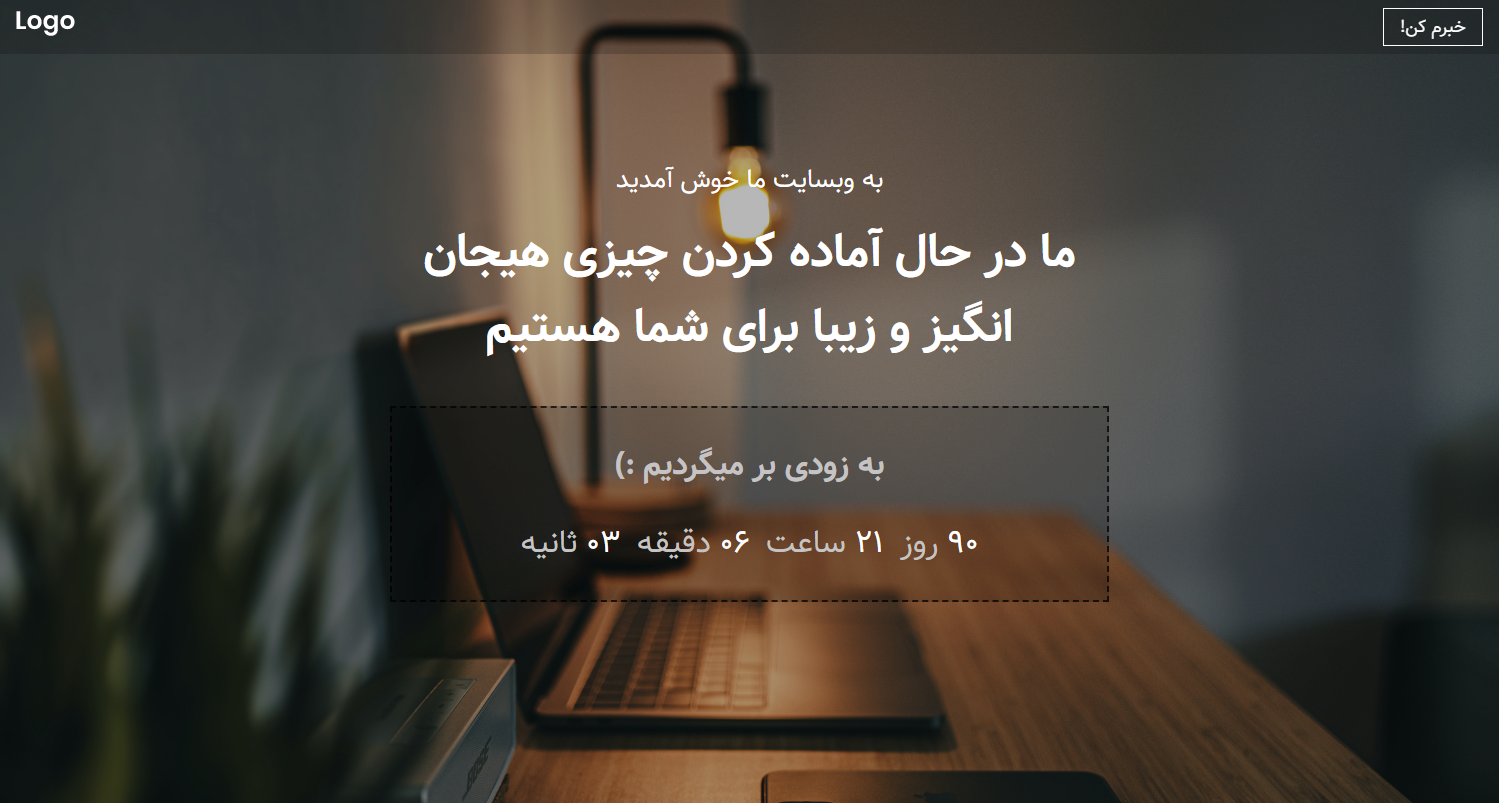 Logo
خبرم کن!
به وبسایت ما خوش آمدید
ما در حال آماده کردن چیزی هیجان
انگیز و زیبا برای شما هستیم
به زودی بر میگردیم :)
۹۰ روز ۲۱ ساعت ۰۶ دقیقه ۰۳ ثانیه